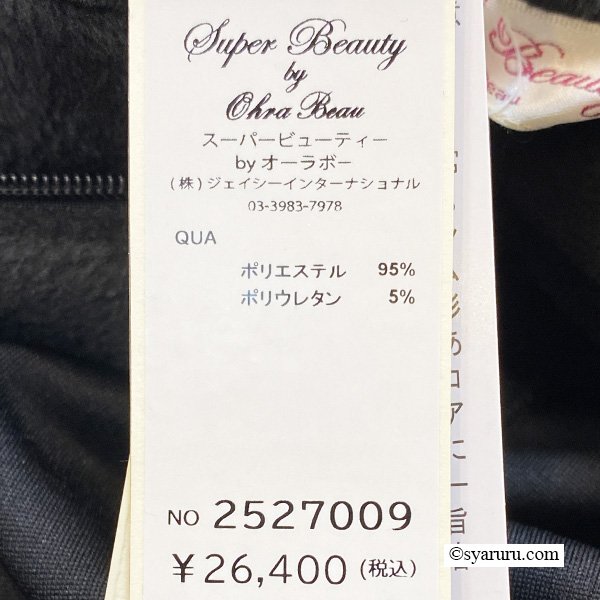 Super Beauty
by
Ohra Beau
スーパービューティー
by オーラボー
(株)ジェイシーインターナショナル
03-3983-7978
QUA
ポリエステル 95%
ポリウレタン 5%
NO 2527009
¥26,400 (税込)
Beauty
eau
©syaruru.com